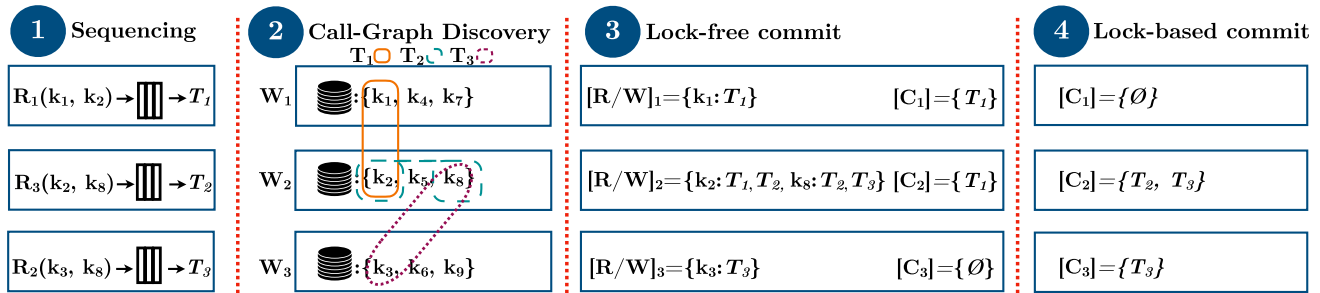 1 Sequencing
R₁(k₁, k₂) → → T₁
R₃(k₂, k₈) → → T₂
R₂(k₃, k₈) → → T₃
2 Call-Graph Discovery
T₁ T₂ T₃
W₁ :{k₁, k₄, k₇}
W₂ :{k₂, k₅, k₈}
W₃ :{k₃, k₆, k₉}
3 Lock-free commit
[R/W]₁={k₁:T₁} [C₁]={T₁}
[R/W]₂={k₂:T₁,T₂, k₈:T₂,T₃} [C₂]={T₁}
[R/W]₃={k₃:T₃} [C₃]={Ø}
4 Lock-based commit
[C₁]={Ø}
[C₂]={T₂, T₃}
[C₃]={T₃}